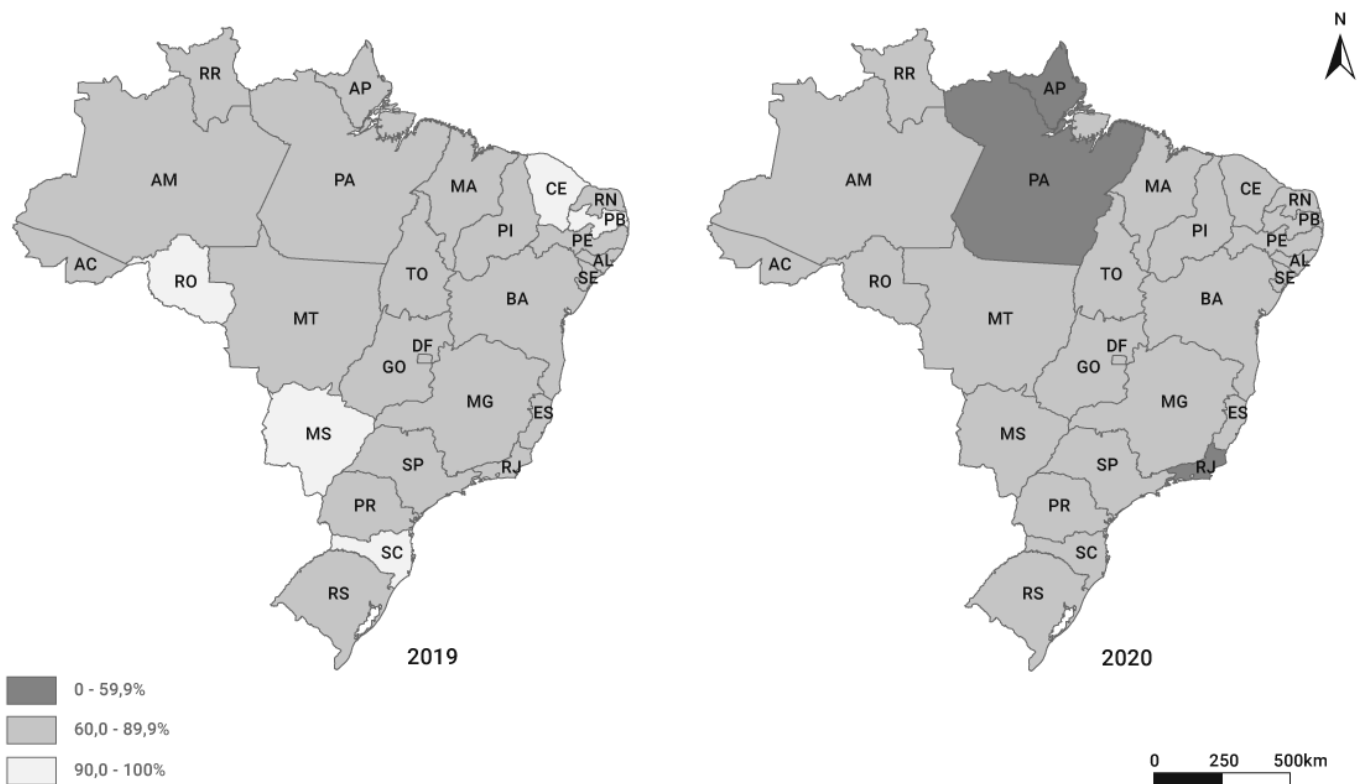 RR
AP
AM
PA
MA
CE
RN
PB
PI
PE
AL
SE
AC
RO
TO
BA
MT
DF
GO
MG
ES
MS
SP
RJ
PR
SC
RS
2019
0 - 59,9%
60,0 - 89,9%
90,0 - 100%
N
RR
AP
AM
PA
MA
CE
RN
PB
PI
PE
AL
SE
AC
RO
TO
BA
MT
DF
GO
MG
ES
MS
SP
RJ
PR
SC
RS
2020
0 250 500km